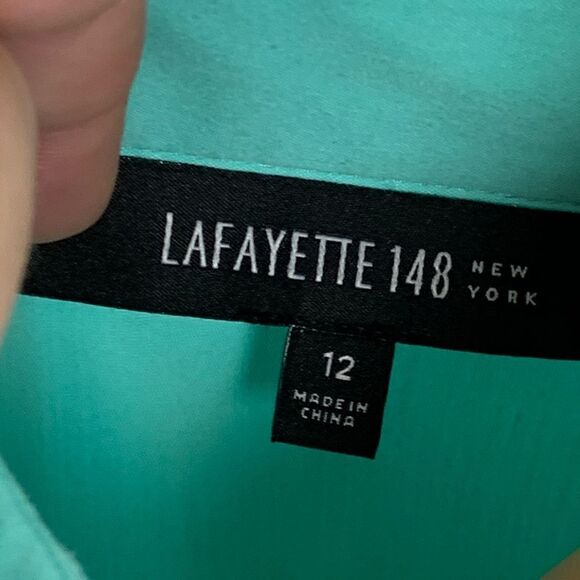 LAFAYETTE 148 NEW YORK
12
MADE IN
CHINA